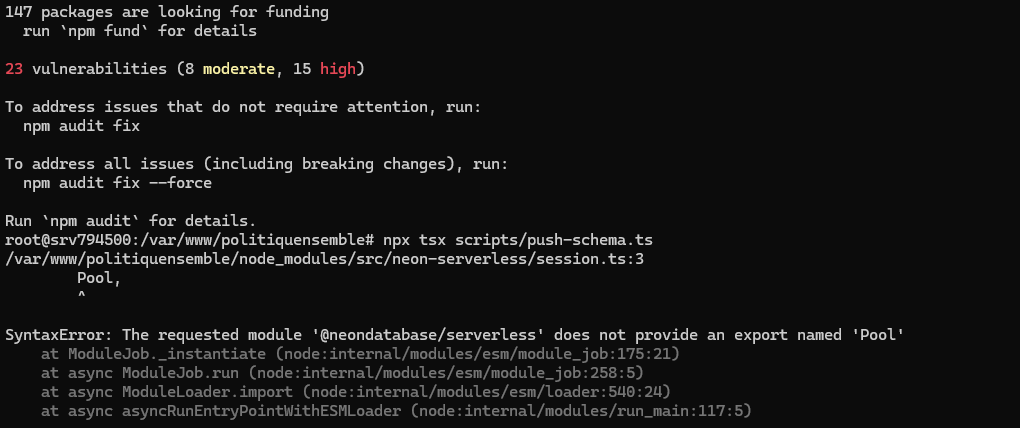 147 packages are looking for funding
  run `npm fund` for details

23 vulnerabilities (8 moderate, 15 high)

To address issues that do not require attention, run:
  npm audit fix

To address all issues (including breaking changes), run:
  npm audit fix --force

Run `npm audit` for details.
root@srv794500:/var/www/politiquensemble# npx tsx scripts/push-schema.ts
/var/www/politiquensemble/node_modules/src/neon-serverless/session.ts:3
        Pool,
        ^

SyntaxError: The requested module '@neondatabase/serverless' does not provide an export named 'Pool'
    at ModuleJob._instantiate (node:internal/modules/esm/module_job:175:21)
    at async ModuleJob.run (node:internal/modules/esm/module_job:258:5)
    at async ModuleLoader.import (node:internal/modules/esm/loader:540:24)
    at async asyncRunEntryPointWithESMLoader (node:internal/modules/run_main:117:5)